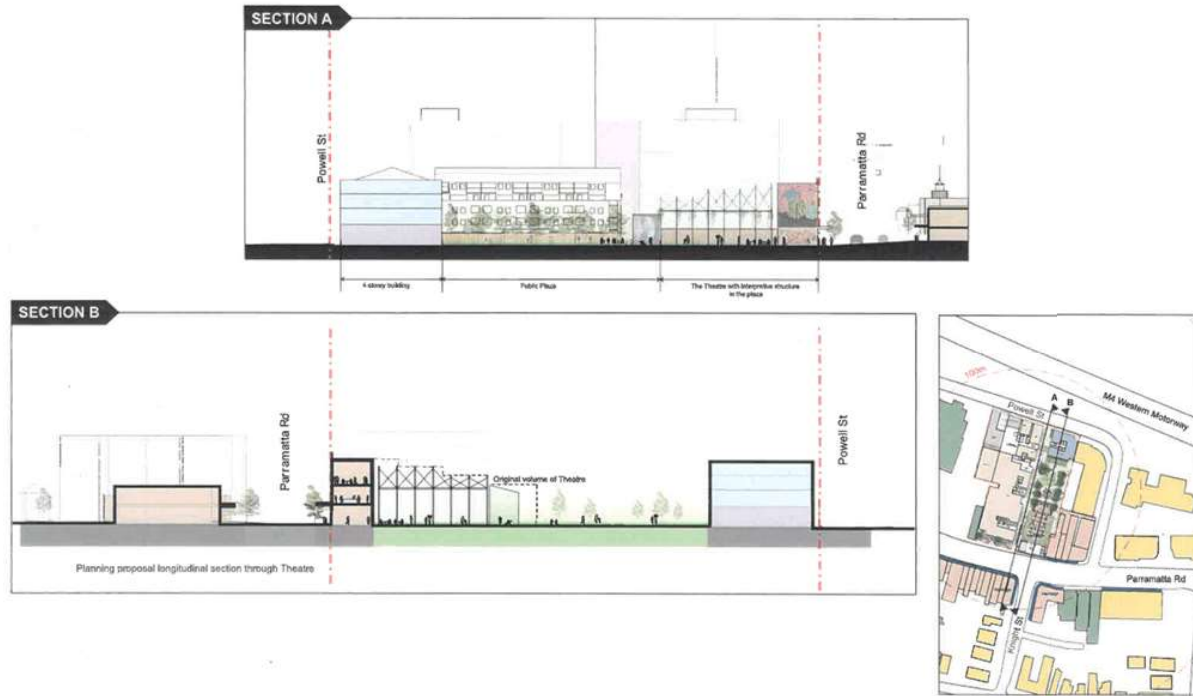 SECTION A
Powell St
Parramatta Rd
4-storey building
Public Plaza
The Theatre with interpretive structure
in the plaza
SECTION B
Parramatta Rd
Original volume of Theatre
Powell St
Planning proposal longitudinal section through Theatre
100m
M4 Western Motorway
A
B
Powell St
Parramatta Rd
Knight St